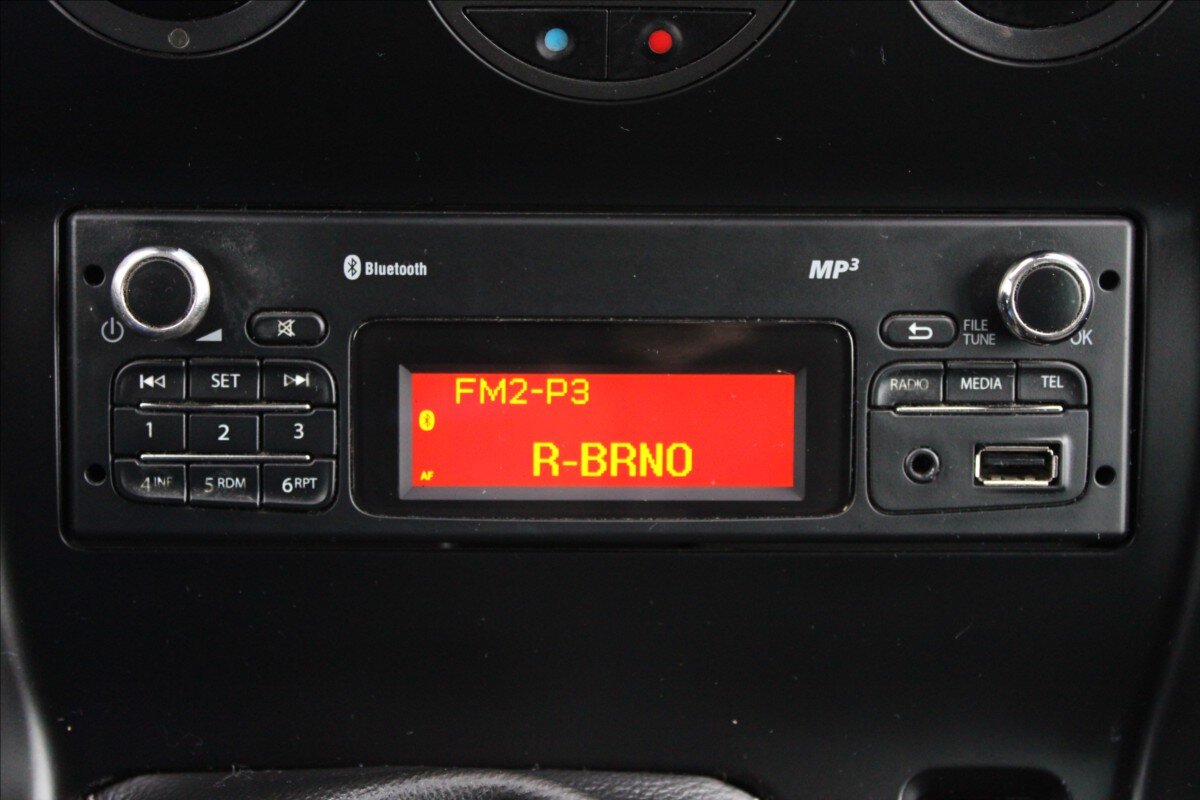 Bluetooth
MP3
OK
FILE
TUNE
FM2-P3
SET
RADIO MEDIA TEL
1 2 3
R-BRNO
AF
4 INF 5 RDM 6 RPT